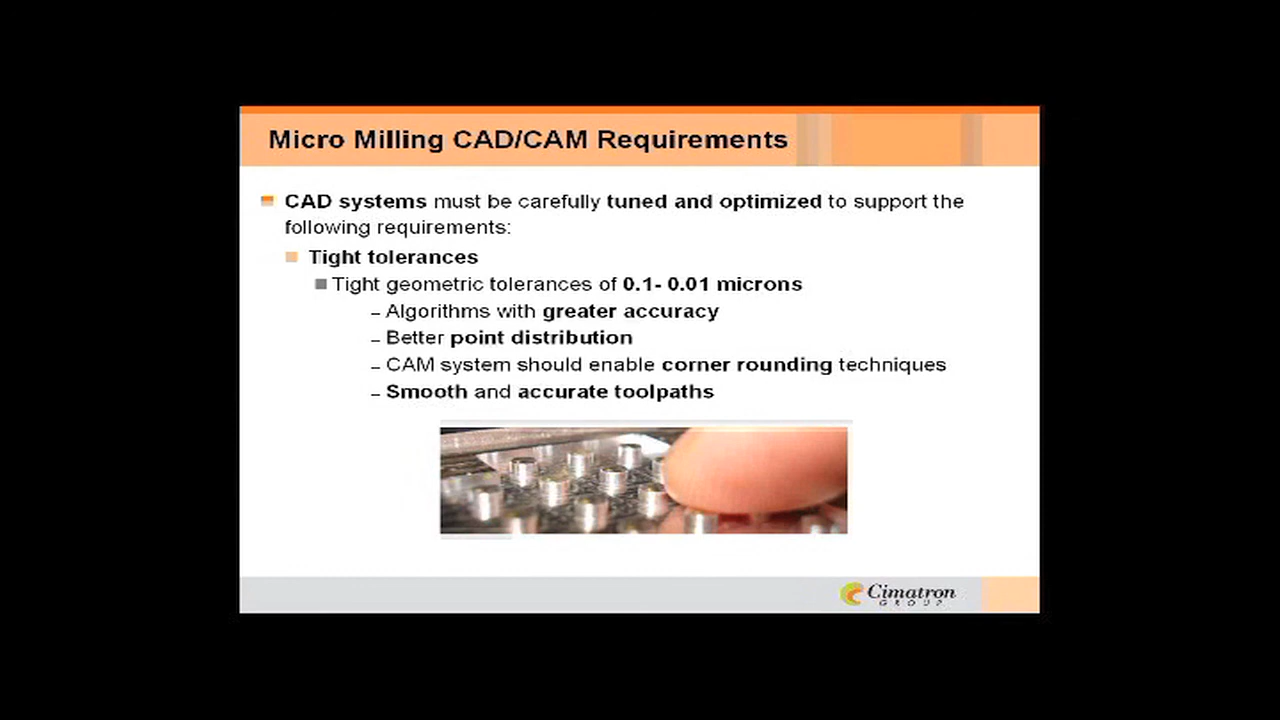 Micro Milling CAD/CAM Requirements
CAD systems must be carefully tuned and optimized to support the
following requirements:
Tight tolerances
Tight geometric tolerances of 0.1- 0.01 microns
– Algorithms with greater accuracy
– Better point distribution
– CAM system should enable corner rounding techniques
– Smooth and accurate toolpaths
Cimatron
GROUP